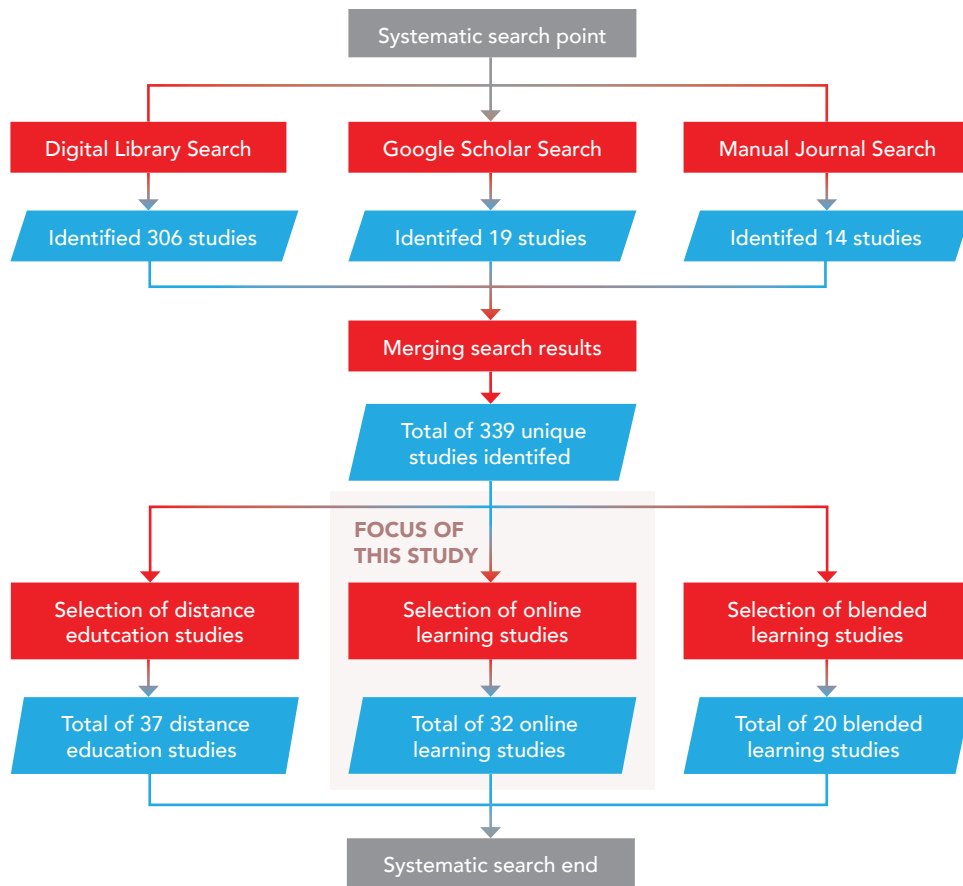 Systematic search point
Digital Library Search
Google Scholar Search
Manual Journal Search
Identified 306 studies
Identifed 19 studies
Identifed 14 studies
Merging search results
Total of 339 unique
studies identifed
FOCUS OF
THIS STUDY
Selection of distance
edutcation studies
Selection of online
learning studies
Selection of blended
learning studies
Total of 37 distance
education studies
Total of 32 online
learning studies
Total of 20 blended
learning studies
Systematic search end